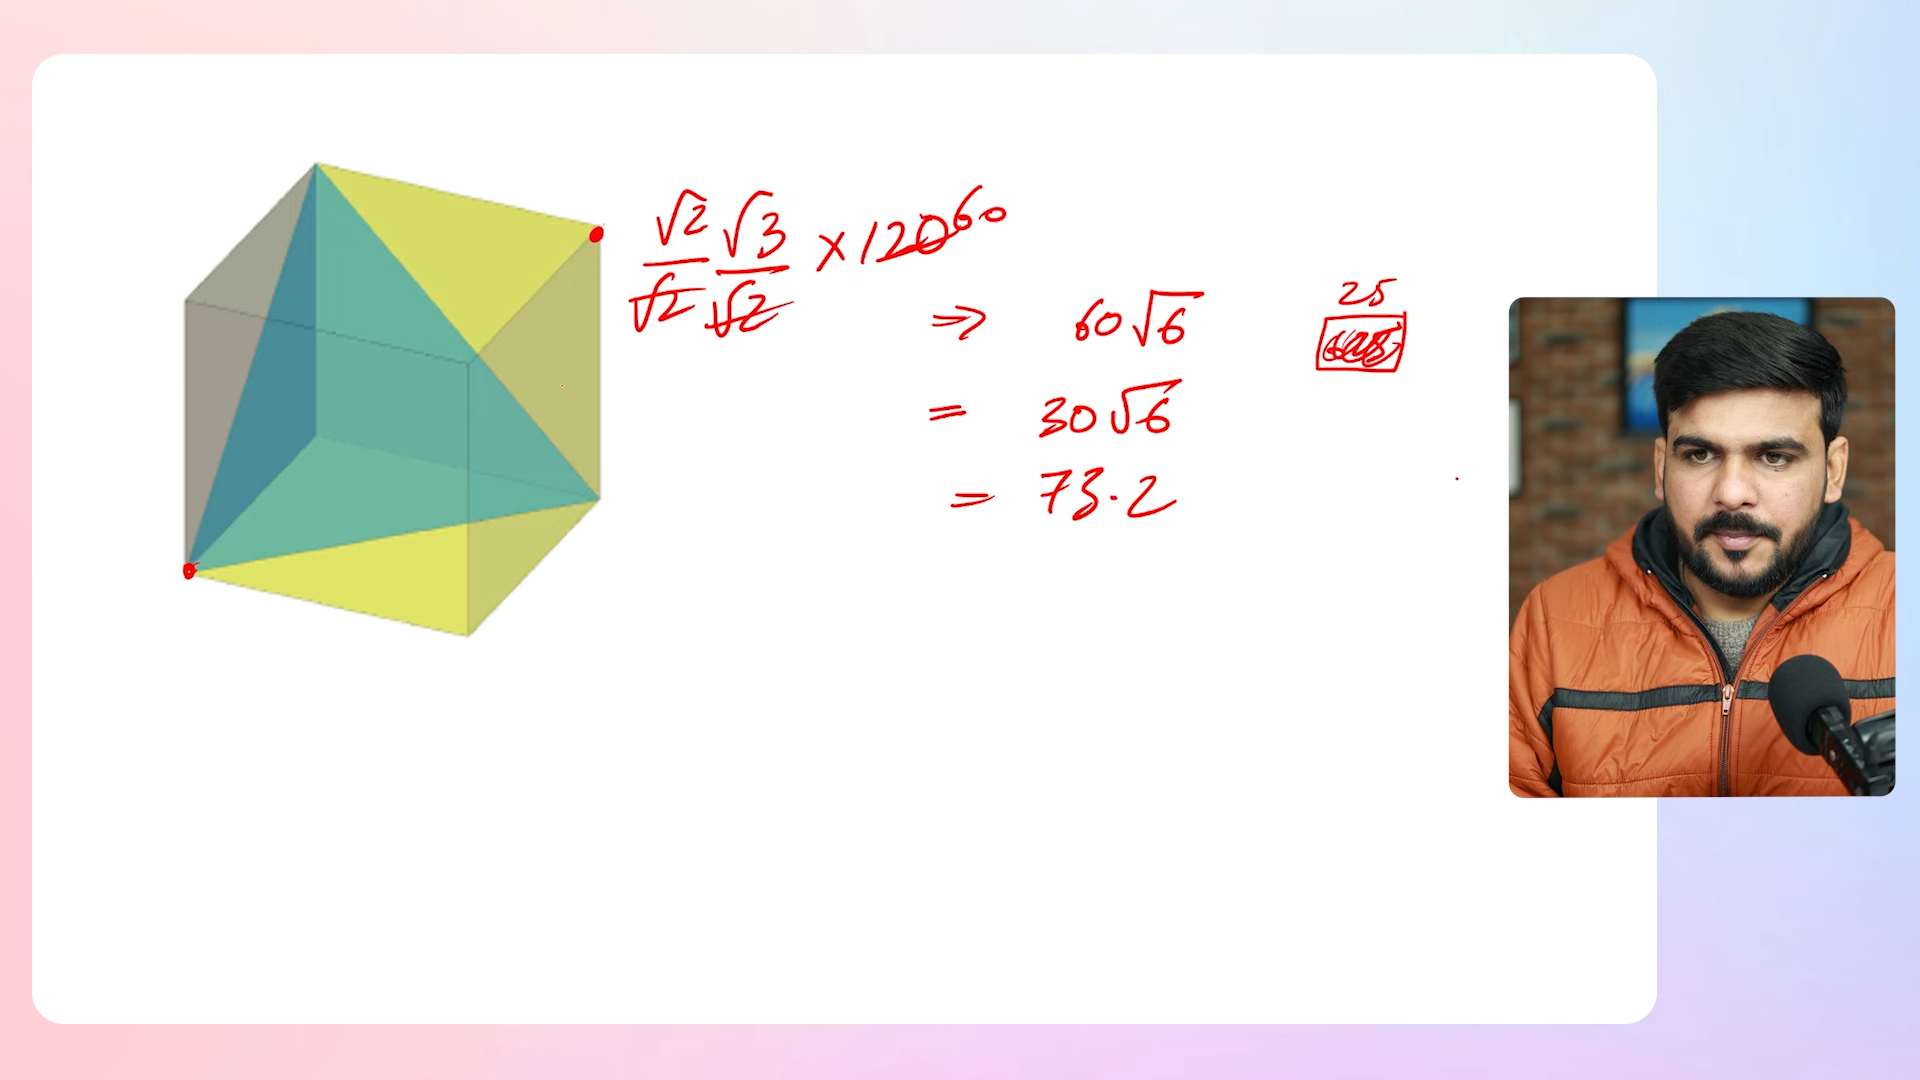 √2/√2 √3/√2 × 120 60
⇒ 60√6
= 30√6
= 73.2
25